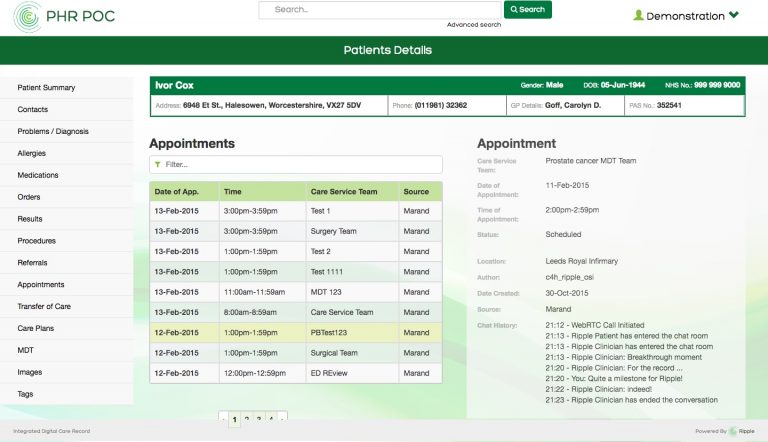 PHR POC
Search...
Search
Advanced search
Demonstration
Patients Details
Patient Summary
Contacts
Problems / Diagnosis
Allergies
Medications
Orders
Results
Procedures
Referrals
Appointments
Transfer of Care
Care Plans
MDT
Images
Tags
Ivor Cox
Gender: Male DOB: 05-Jun-1944 NHS No.: 999 999 9000
Address: 6948 Et St., Halesowen, Worcestershire, VX27 5DV Phone: (011981) 32362 GP Details: Goff, Carolyn D. PAS No.: 352541
Appointments
Filter...
Date of App. Time Care Service Team Source
13-Feb-2015 3:00pm-3:59pm Test 1 Marand
13-Feb-2015 3:00pm-3:59pm Surgery Team Marand
13-Feb-2015 1:00pm-1:59pm Test 2 Marand
13-Feb-2015 1:00pm-1:59pm Test 1111 Marand
13-Feb-2015 11:00am-11:59am MDT 123 Marand
13-Feb-2015 8:00am-8:59am Care Service Team Marand
12-Feb-2015 1:00pm-1:59pm PBTest123 Marand
12-Feb-2015 1:00pm-1:59pm Surgical Team Marand
12-Feb-2015 12:00pm-12:59pm ED REview Marand
1 2 3 4
Appointment
Care Service Team: Prostate cancer MDT Team
Date of Appointment: 11-Feb-2015
Time of Appointment: 2:00pm-2:59pm
Status: Scheduled
Location: Leeds Royal Infirmary
Author: c4h_ripple_osi
Date Created: 30-Oct-2015
Source: Marand
Chat History: 21:12 - WebRTC Call Initiated
21:13 - Ripple Patient has entered the chat room
21:13 - Ripple Clinician has entered the chat room
21:13 - Ripple Clinician: Breakthrough moment
21:20 - Ripple Clinician: For the record ...
21:20 - You: Quite a milestone for Ripple!
21:22 - Ripple Clinician: indeed!
21:23 - Ripple Clinician has ended the conversation
Integrated Digital Care Record
Powered By Ripple